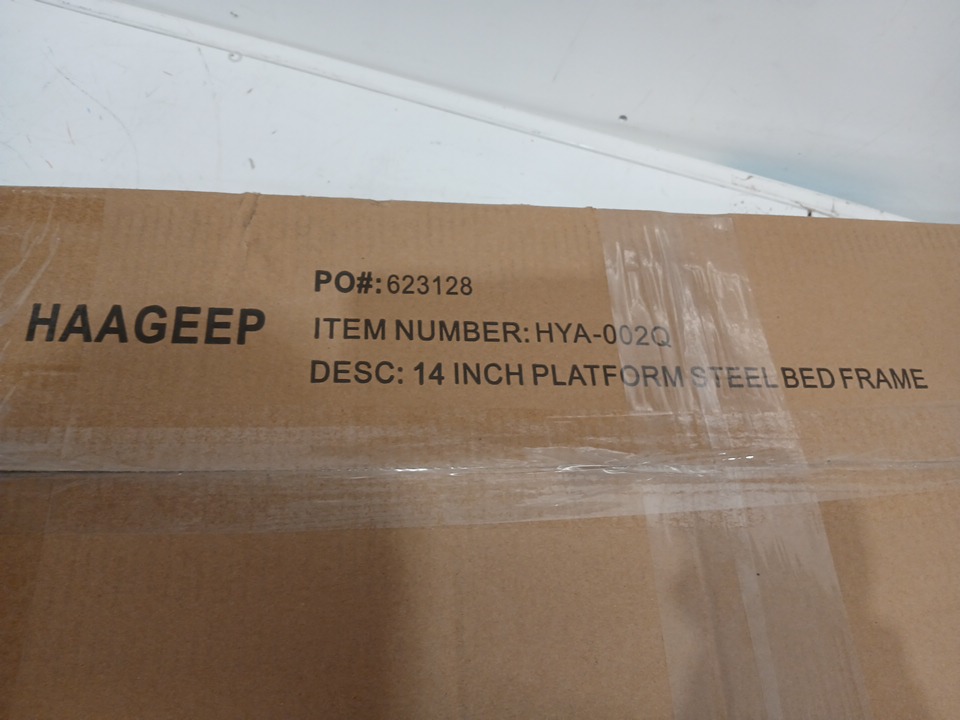 HAAGEEP
PO#: 623128
ITEM NUMBER: HYA-002Q
DESC: 14 INCH PLATFORM STEEL BED FRAME